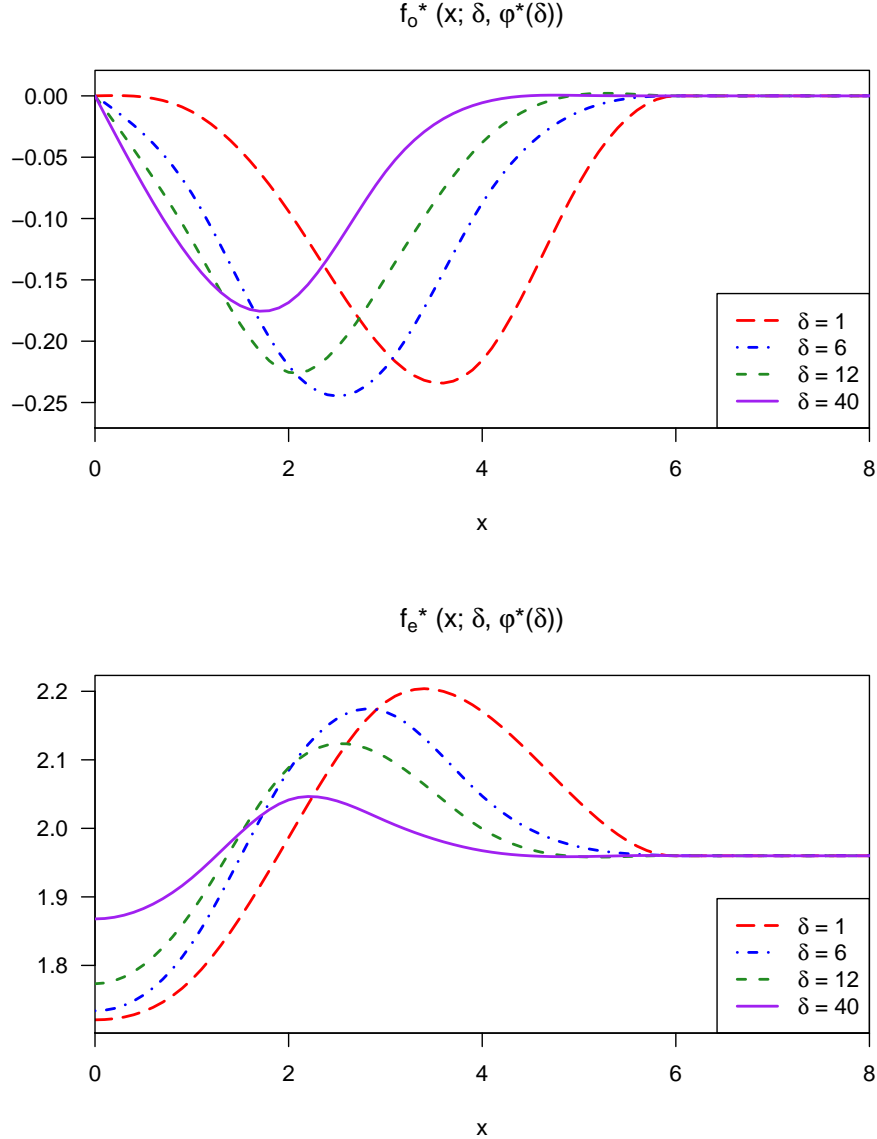 f_o* (x; δ, φ*(δ))
0.00
−0.05
−0.10
−0.15
−0.20
−0.25
δ = 1
δ = 6
δ = 12
δ = 40
0 2 4 6 8
x
f_e* (x; δ, φ*(δ))
2.2
2.1
2.0
1.9
1.8
δ = 1
δ = 6
δ = 12
δ = 40
0 2 4 6 8
x